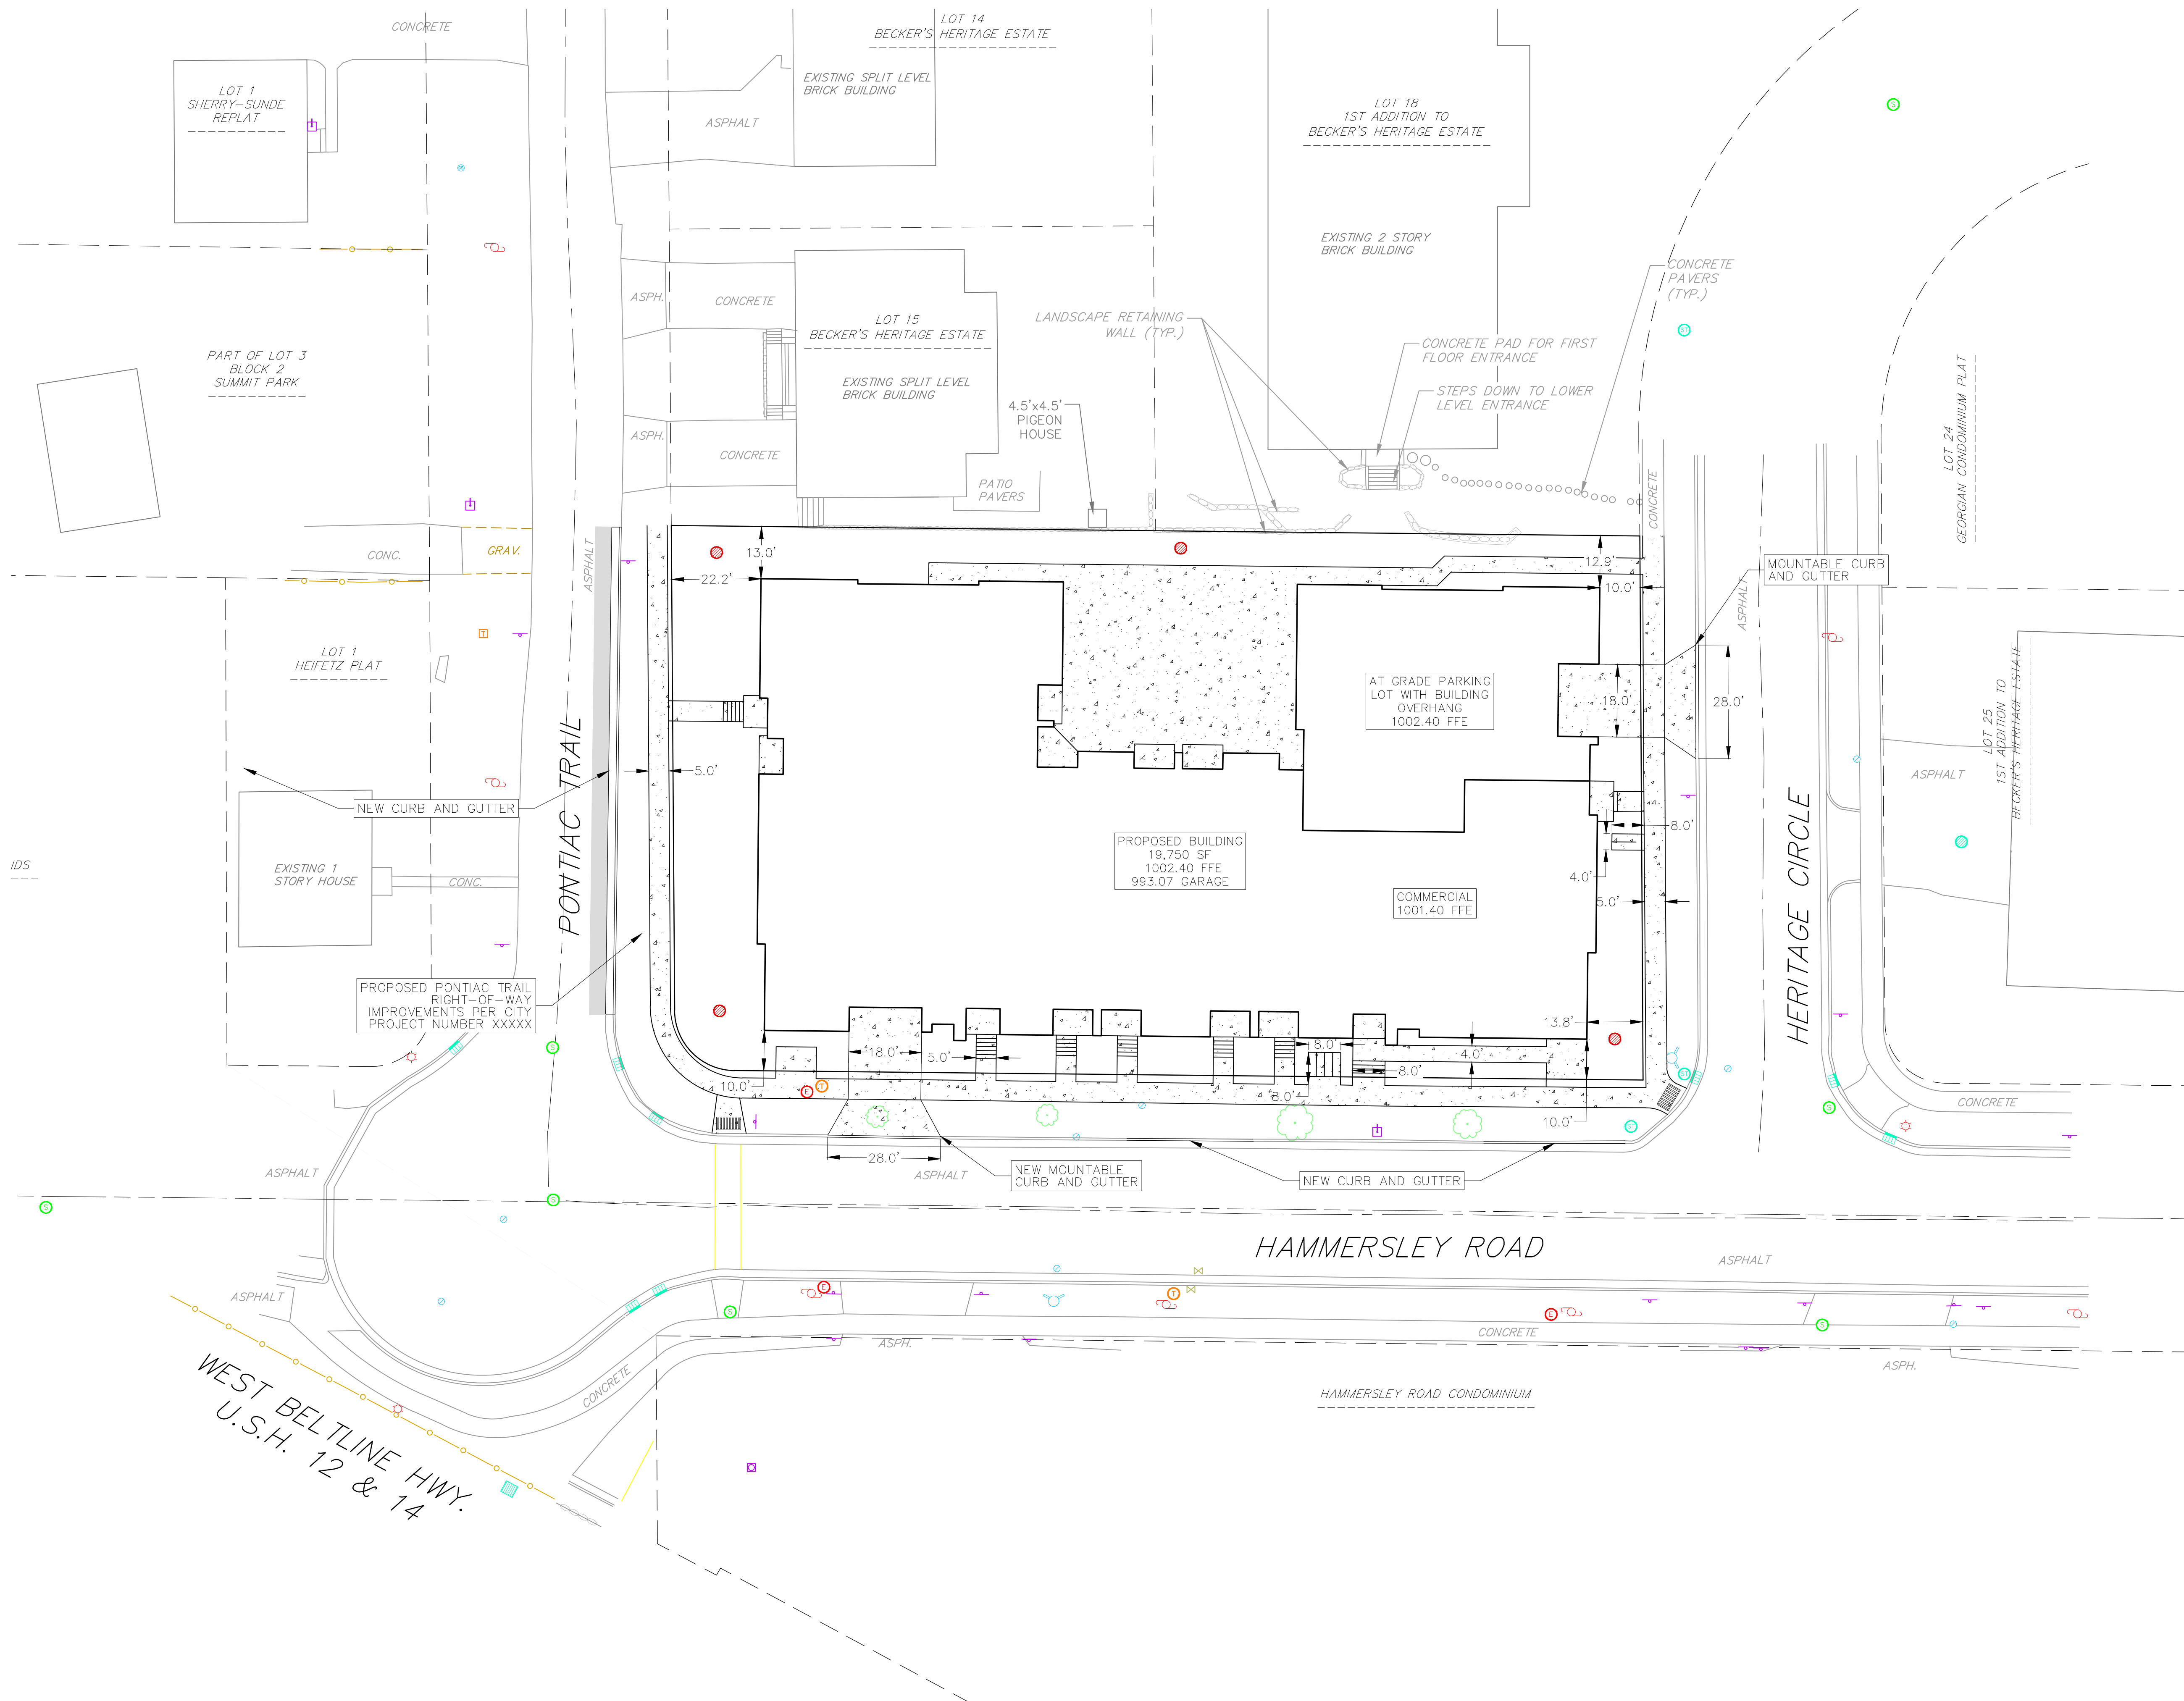 CONCRETE
LOT 14
BECKER'S HERITAGE ESTATE
EXISTING SPLIT LEVEL
BRICK BUILDING
LOT 1
SHERRY-SUNDE
REPLAT
ASPHALT
LOT 18
1ST ADDITION TO
BECKER'S HERITAGE ESTATE
S
EXISTING 2 STORY
BRICK BUILDING
CONCRETE
PAVERS
(TYP.)
ASPH.
CONCRETE
LOT 15
BECKER'S HERITAGE ESTATE
LANDSCAPE RETAINING
WALL (TYP.)
ST
PART OF LOT 3
BLOCK 2
SUMMIT PARK
EXISTING SPLIT LEVEL
BRICK BUILDING
CONCRETE PAD FOR FIRST
FLOOR ENTRANCE
STEPS DOWN TO LOWER
LEVEL ENTRANCE
4.5'x4.5'
PIGEON
HOUSE
LOT 24
GEORGIAN CONDOMINIUM PLAT
ASPH.
CONCRETE
PATIO
PAVERS
CONCRETE
CONC.
GRAV.
ASPHALT
13.0'
22.2'
12.9'
10.0'
MOUNTABLE CURB
AND GUTTER
ASPHALT
T
LOT 1
HEIFETZ PLAT
AT GRADE PARKING
LOT WITH BUILDING
OVERHANG
1002.40 FFE
18.0'
28.0'
LOT 25
1ST ADDITION TO
BECKER'S HERITAGE ESTATE
ASPHALT
5.0'
NEW CURB AND GUTTER
PONTIAC TRAIL
HERITAGE CIRCLE
8.0'
4.0'
5.0'
PROPOSED BUILDING
19,750 SF
1002.40 FFE
993.07 GARAGE
COMMERCIAL
1001.40 FFE
IDS
EXISTING 1
STORY HOUSE
CONC.
PROPOSED PONTIAC TRAIL
RIGHT-OF-WAY
IMPROVEMENTS PER CITY
PROJECT NUMBER XXXXX
13.8'
S
18.0'
5.0'
8.0'
4.0'
8.0'
10.0'
E
T
8.0'
10.0'
ST
ST
S
CONCRETE
28.0'
ASPHALT
NEW MOUNTABLE
CURB AND GUTTER
NEW CURB AND GUTTER
ASPHALT
S
S
HAMMERSLEY ROAD
ASPHALT
ASPHALT
E
T
E
S
S
CONCRETE
ASPH.
ASPH.
CONCRETE
HAMMERSLEY ROAD CONDOMINIUM
WEST BELTLINE HWY.
U.S.H. 12 & 14